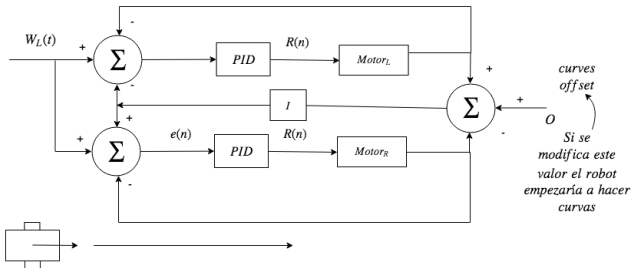 W_L(t)
-
+
Σ
-
PID
R(n)
Motor_L
+
curves
offset
I
+
O
+
+
Σ
-
e(n)
PID
R(n)
Motor_R
Σ
-
Si se
modifica este
valor el robot
empezaría a hacer
curvas